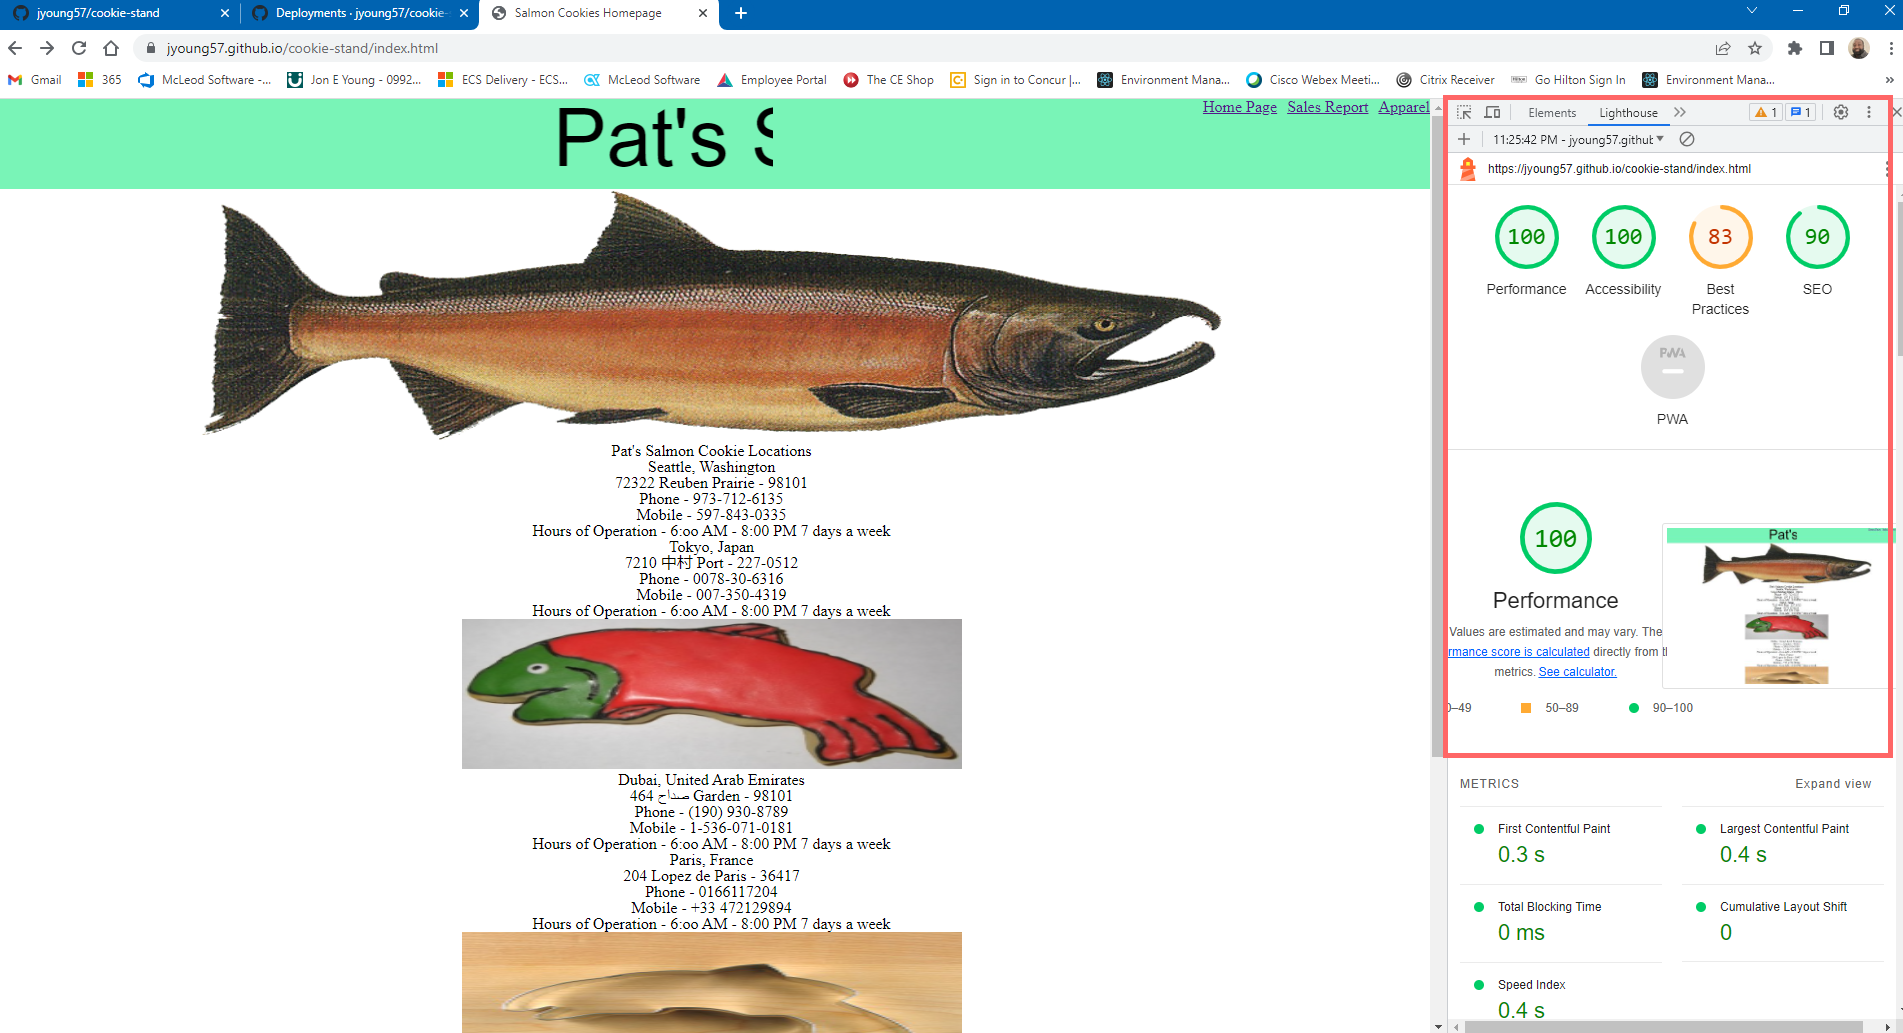 jyoung57/cookie-stand
Deployments · jyoung57/cookie-
Salmon Cookies Homepage
jyoung57.github.io/cookie-stand/index.html
Gmail
365
McLeod Software -...
Jon E Young - 0992...
ECS Delivery - ECS...
McLeod Software
Employee Portal
The CE Shop
Sign in to Concur |...
Environment Mana...
Cisco Webex Meeti...
Citrix Receiver
Go Hilton Sign In
Environment Mana...
»
Pat's S
Home Page Sales Report Apparel
Pat's Salmon Cookie Locations
Seattle, Washington
72322 Reuben Prairie - 98101
Phone - 973-712-6135
Mobile - 597-843-0335
Hours of Operation - 6:oo AM - 8:00 PM 7 days a week
Tokyo, Japan
7210 中村 Port - 227-0512
Phone - 0078-30-6316
Mobile - 007-350-4319
Hours of Operation - 6:oo AM - 8:00 PM 7 days a week
Dubai, United Arab Emirates
464 صداح Garden - 98101
Phone - (190) 930-8789
Mobile - 1-536-071-0181
Hours of Operation - 6:oo AM - 8:00 PM 7 days a week
Paris, France
204 Lopez de Paris - 36417
Phone - 0166117204
Mobile - +33 472129894
Hours of Operation - 6:oo AM - 8:00 PM 7 days a week
Elements Lighthouse » 1 1
11:25:42 PM - jyoung57.githul
https://jyoung57.github.io/cookie-stand/index.html
100
Performance
100
Accessibility
83
Best
Practices
90
SEO
PWA
PWA
100
Performance
Values are estimated and may vary. The
rmance score is calculated directly from t
metrics. See calculator.
Pat's
0–49 50–89 90–100
METRICS Expand view
First Contentful Paint
0.3 s
Largest Contentful Paint
0.4 s
Total Blocking Time
0 ms
Cumulative Layout Shift
0
Speed Index
0.4 s